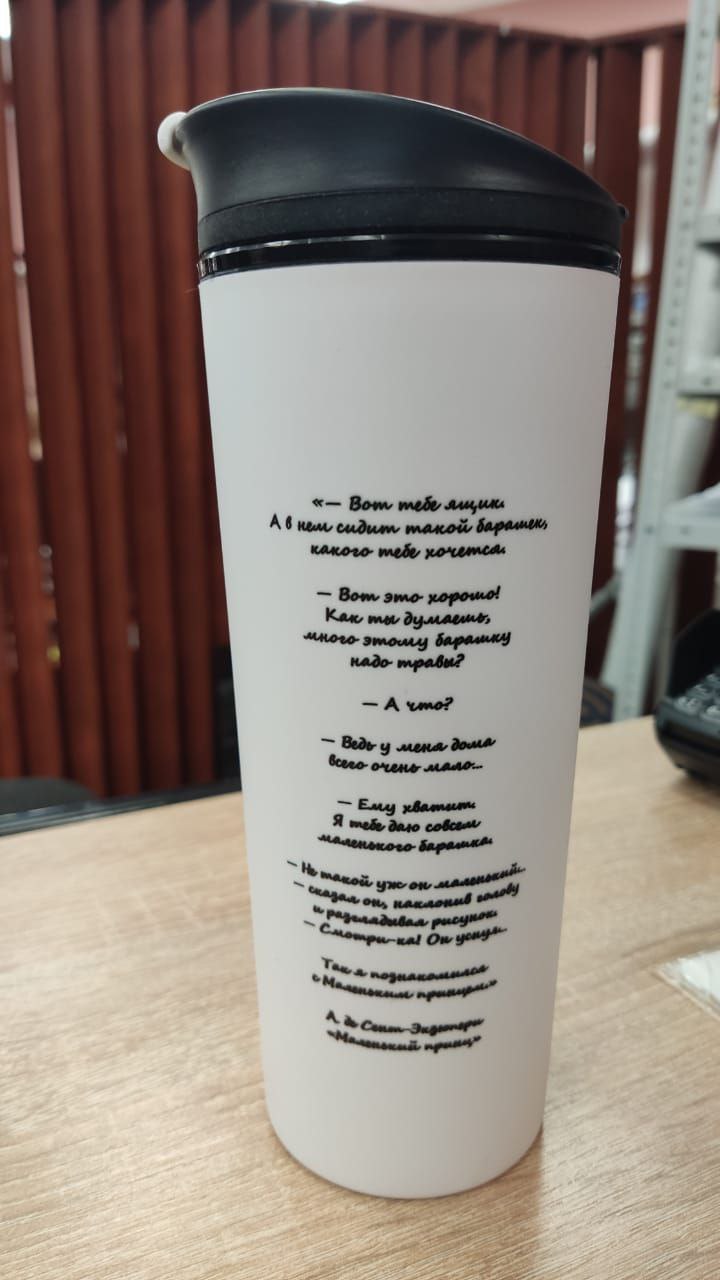 «— Вот тебе ящик.
А в нем сидит такой барашек,
какого тебе хочется.
— Вот это хорошо!
Как ты думаешь,
много этому барашку
надо травы?
— А что?
— Ведь у меня дома
всего очень мало...
— Ему хватит.
Я тебе даю совсем
маленького барашка.
— Не такой уж он маленький..
— сказал он, наклонив голову
и разглядывая рисунок.
— Смотри-ка! Он уснул..
Так я познакомился
с Маленьким принцем.»
А. де Сент-Экзюпери
«Маленький принц»